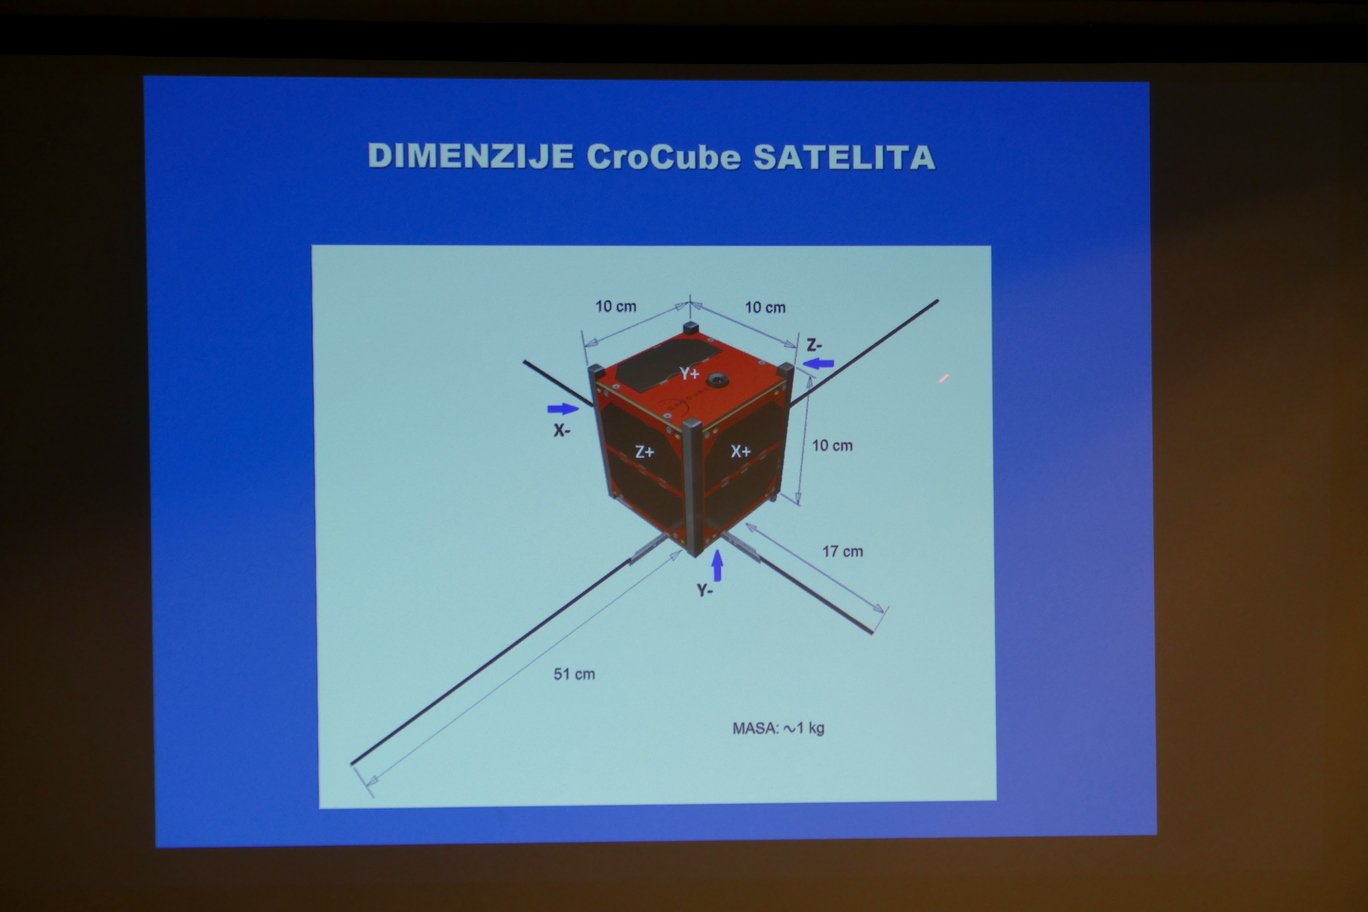 DIMENZIJE CroCube SATELITA
10 cm
10 cm
Z-
Y+
X-
Z+
X+
10 cm
17 cm
Y-
51 cm
MASA: ~1 kg